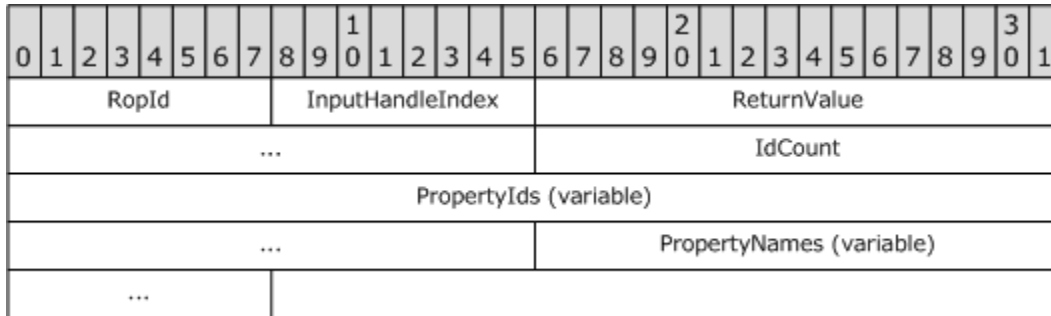 1 2 3
0 1 2 3 4 5 6 7 8 9 0 1 2 3 4 5 6 7 8 9 0 1 2 3 4 5 6 7 8 9 0 1
RopId InputHandleIndex ReturnValue
... IdCount
PropertyIds (variable)
... PropertyNames (variable)
...